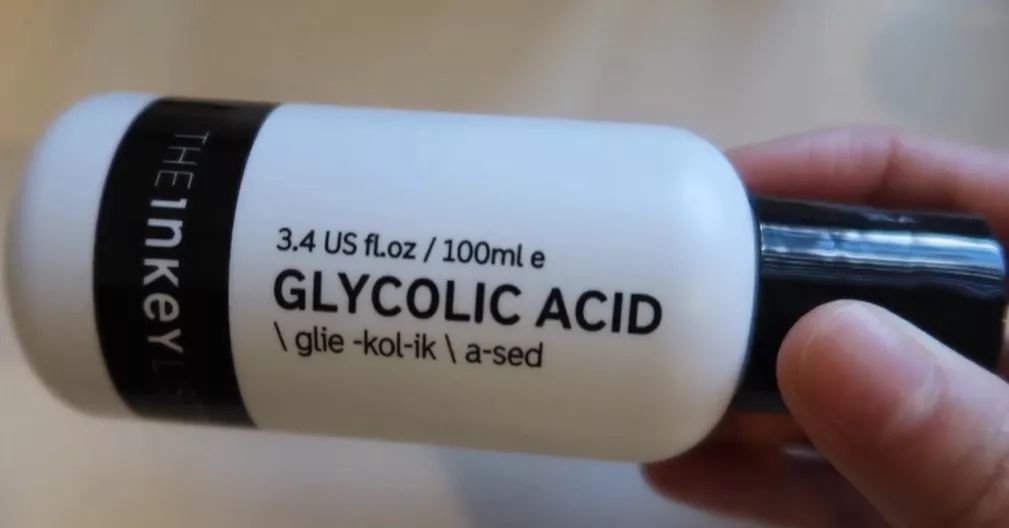 THE INKEY
3.4 US fl.oz / 100ml e
GLYCOLIC ACID
\ glie -kol-ik \ a-sed